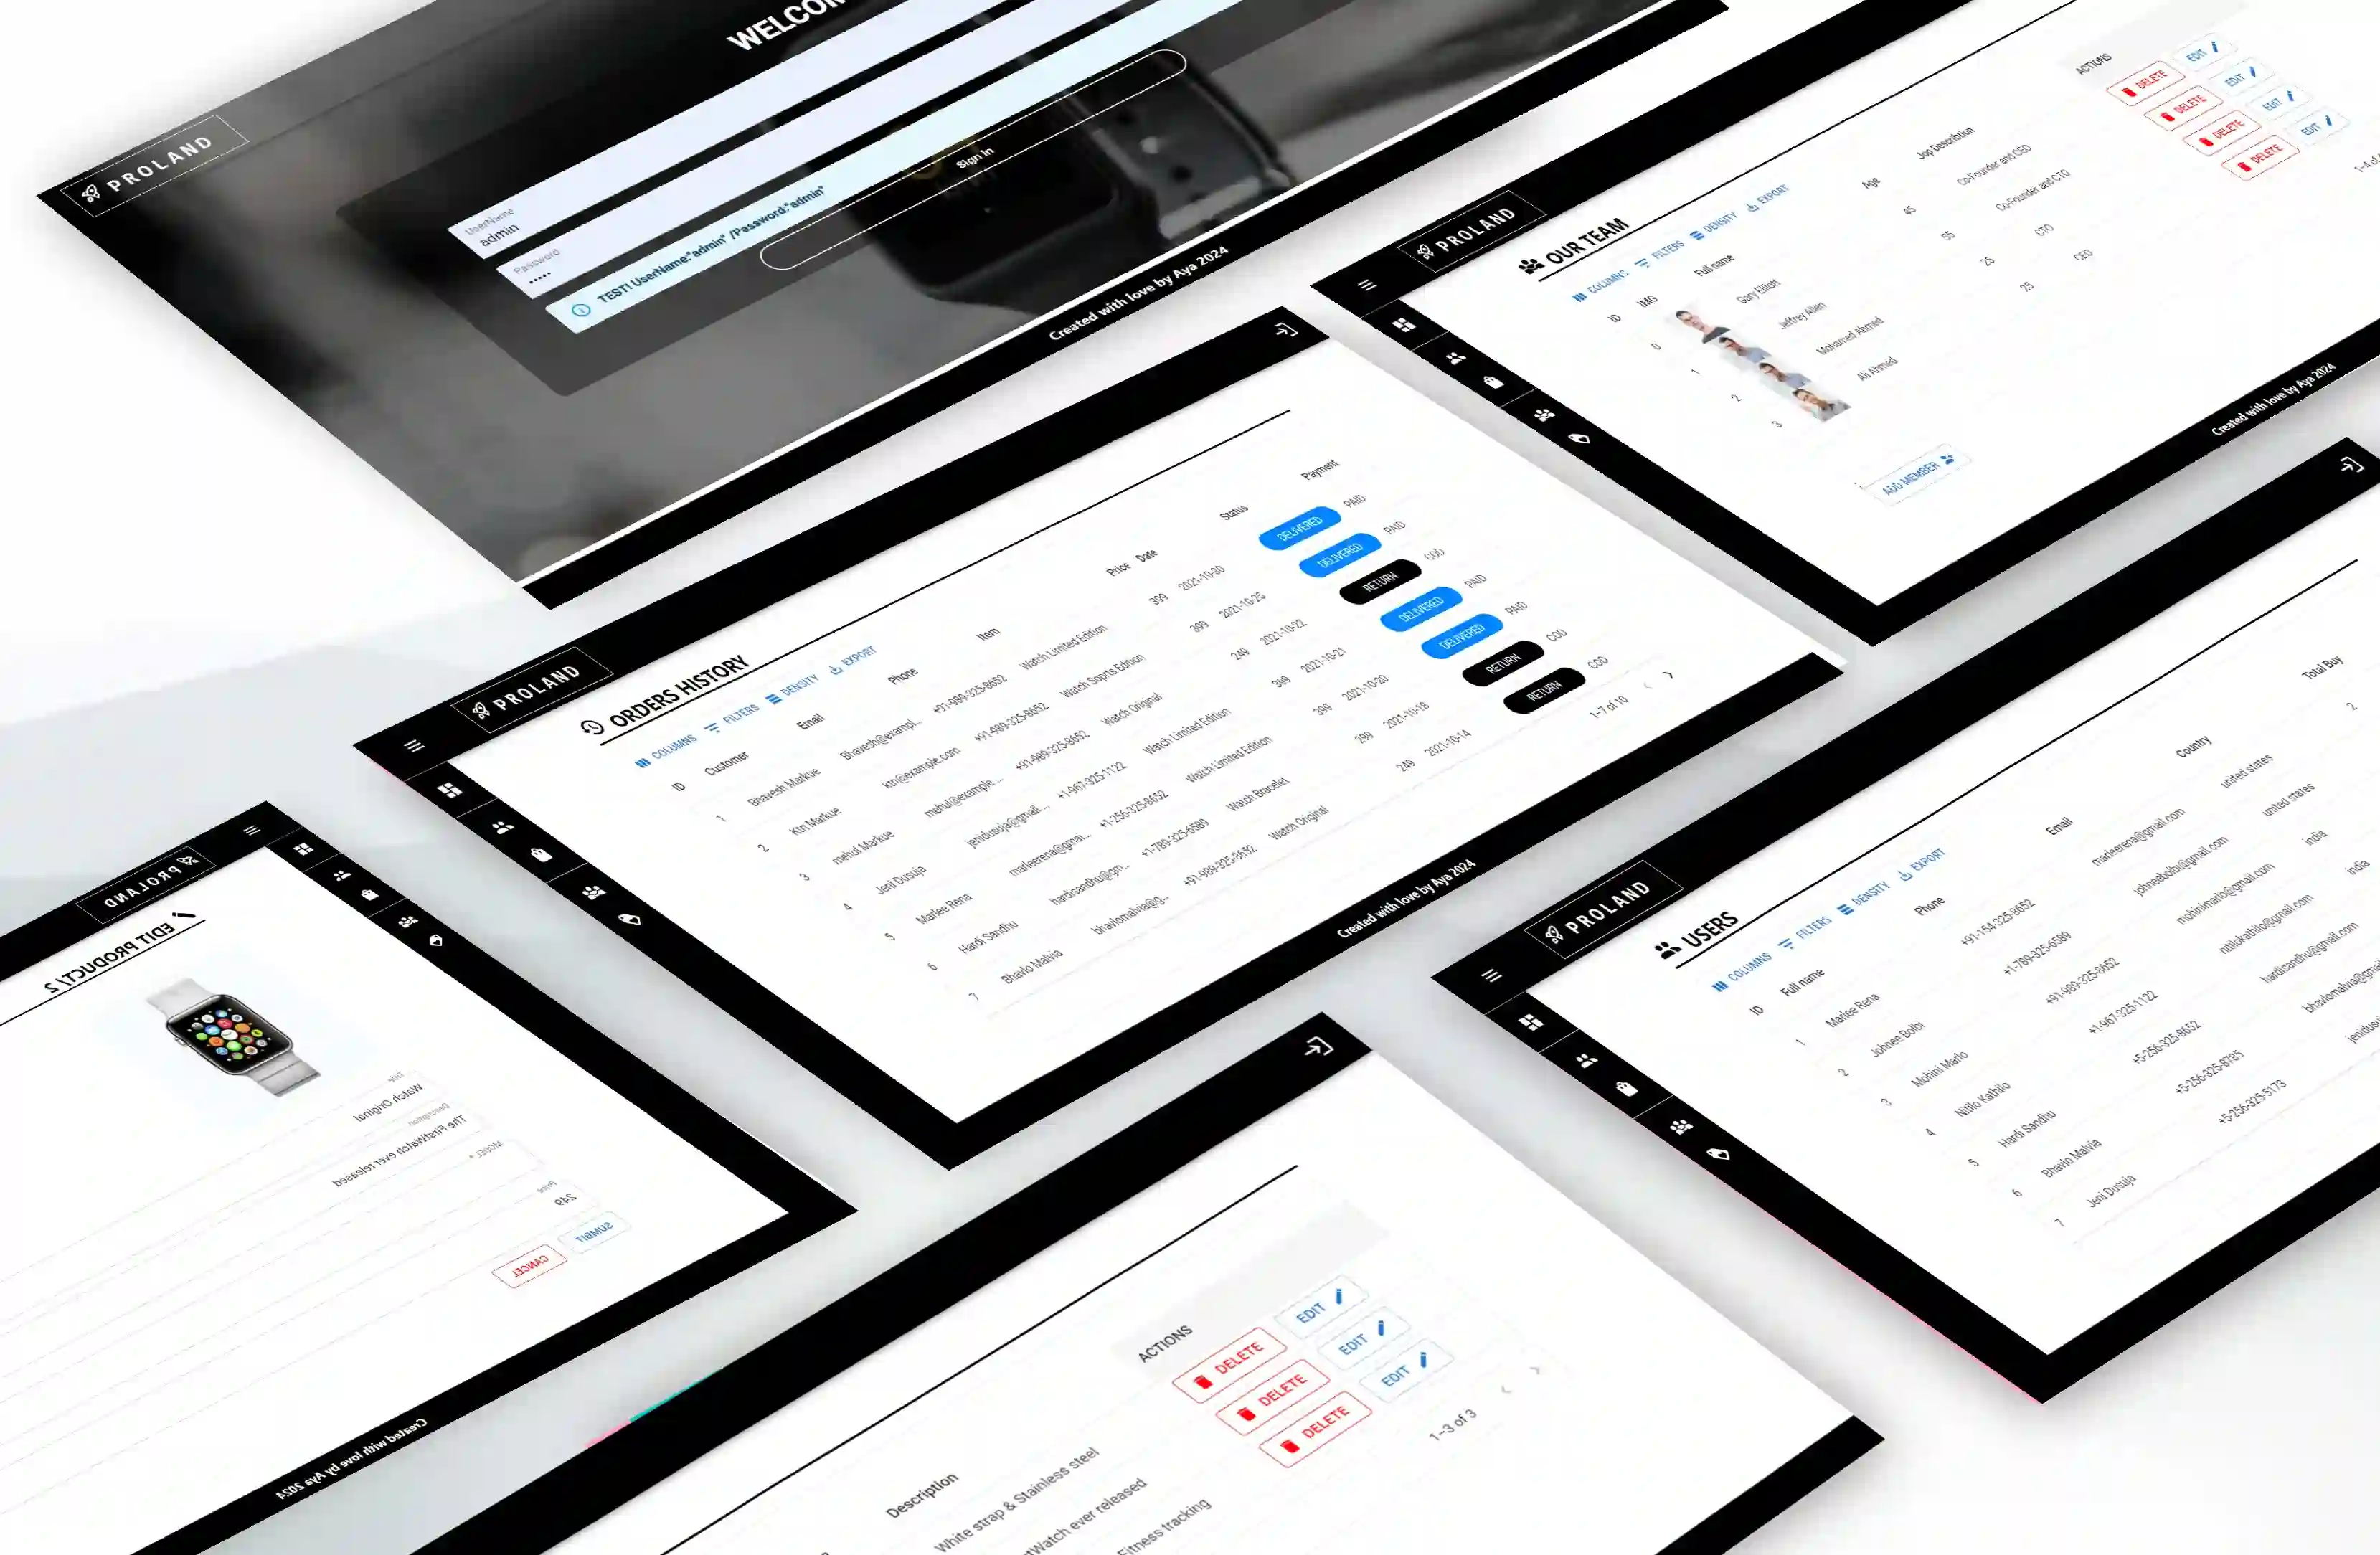 WELCOM
PROLAND
UserName
admin
Password
•••••
TEST! UserName:"admin" /Password:"admin"
Sign in
Created with love by Aya 2024
PROLAND
OUR TEAM
COLUMNS FILTERS DENSITY EXPORT
ID IMG Full name Age Jop Describtion ACTIONS
0 Gary Elliott 45 Co-Founder and CEO DELETE EDIT
1 Jeffrey Allen 55 Co-Founder and CTO DELETE EDIT
2 Mohamed Ahmed 25 CTO DELETE EDIT
3 Ali Ahmed 25 CEO DELETE EDIT
1-4 of
ADD MEMBER
Created with love by Aya 2024
PROLAND
ORDERS HISTORY
COLUMNS FILTERS DENSITY EXPORT
ID Customer Email Phone Item Price Date Status Payment
1 Bhavesh Markue Bhavesh@exampl... +91-989-325-8652 Watch Limited Edition 399 2021-10-30 DELIVERED PAID
2 Ktn Markue ktn@example.com +91-989-325-8652 Watch Soprts Edition 399 2021-10-25 DELIVERED PAID
3 mehul Markue mehul@example... +91-989-325-8652 Watch Original 249 2021-10-22 RETURN COD
4 Jeni Dusuja jenidusuja@gmail... +1-967-325-1122 Watch Limited Edition 399 2021-10-21 DELIVERED PAID
5 Marlee Rena marleerena@gmai... +1-256-325-8652 Watch Limited Edition 399 2021-10-20 DELIVERED PAID
6 Hardi Sandhu hardisandhu@gm... +1-789-325-6589 Watch Bracelet 299 2021-10-18 RETURN COD
7 Bhavlo Malvia bhavlomalvia@g... +91-989-325-8652 Watch Original 249 2021-10-14 RETURN COD
1-7 of 10
Created with love by Aya 2024
PROLAND
USERS
COLUMNS FILTERS DENSITY EXPORT
ID Full name Phone Email Country Total Buy
1 Marlee Rena +91-154-325-8652 marleerena@gmail.com united states 2
2 Johnee Bolbi +1-789-325-6589 johneebolbi@gmail.com united states
3 Mohini Marlo +91-989-325-8652 mohinimarlo@gmail.com india
4 Nitilo Kathilo +1-967-325-1122 nitilokathilo@gmail.com india
5 Hardi Sandhu +5-256-325-8652 hardisandhu@gmail.com
6 Bhavlo Malvia +5-256-325-8785 bhavlomalvia@gmail
7 Jeni Dusuja +5-256-325-5173 jenidusu
PROLAND
EDIT PRODUCT/ 2
Title
Watch Original
Description
The FirstWatch ever released
MODEL *
Price
249
SUMBIT
CANCEL
Created with love by Aya 2024
Description ACTIONS
White strap & Stainless steel DELETE EDIT
tWatch ever released DELETE EDIT
Fitness tracking DELETE EDIT
1–3 of 3